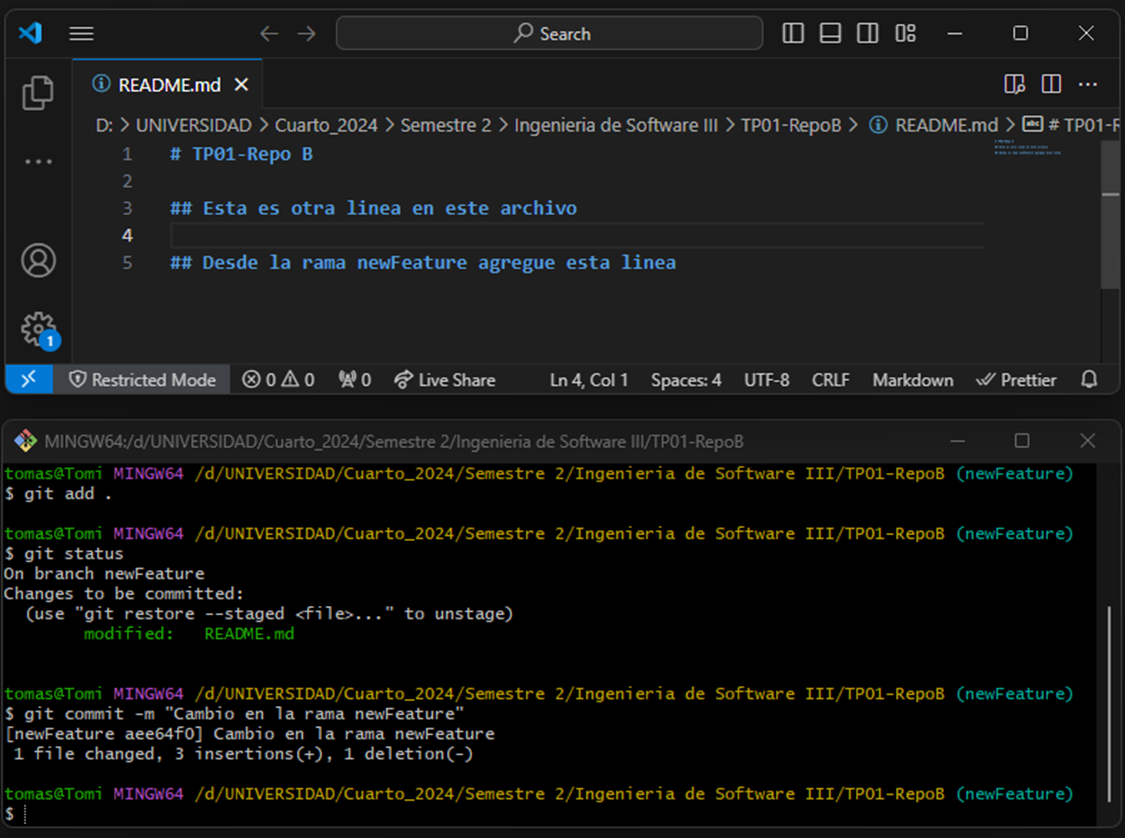 Search
README.md
D: > UNIVERSIDAD > Cuarto_2024 > Semestre 2 > Ingenieria de Software III > TP01-RepoB > README.md > # TP01-R
1 # TP01-Repo B
2
3 ## Esta es otra linea en este archivo
4
5 ## Desde la rama newFeature agregue esta linea
1
Restricted Mode 0 0 0 Live Share Ln 4, Col 1 Spaces: 4 UTF-8 CRLF Markdown Prettier
MINGW64:/d/UNIVERSIDAD/Cuarto_2024/Semestre 2/Ingenieria de Software III/TP01-RepoB
tomas@Tomi MINGW64 /d/UNIVERSIDAD/Cuarto_2024/Semestre 2/Ingenieria de Software III/TP01-RepoB (newFeature)
$ git add .
tomas@Tomi MINGW64 /d/UNIVERSIDAD/Cuarto_2024/Semestre 2/Ingenieria de Software III/TP01-RepoB (newFeature)
$ git status
On branch newFeature
Changes to be committed:
(use "git restore --staged <file>..." to unstage)
modified: README.md
tomas@Tomi MINGW64 /d/UNIVERSIDAD/Cuarto_2024/Semestre 2/Ingenieria de Software III/TP01-RepoB (newFeature)
$ git commit -m "Cambio en la rama newFeature"
[newFeature aee64f0] Cambio en la rama newFeature
1 file changed, 3 insertions(+), 1 deletion(-)
tomas@Tomi MINGW64 /d/UNIVERSIDAD/Cuarto_2024/Semestre 2/Ingenieria de Software III/TP01-RepoB (newFeature)
$